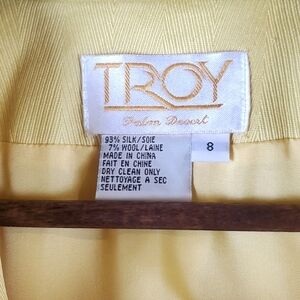 TROY
Palm Desert
93% SILK/SOIE
7% WOOL/LAINE
MADE IN CHINA
FAIT EN CHINE
DRY CLEAN ONLY
NETTOYAGE A SEC
SEULEMENT
8